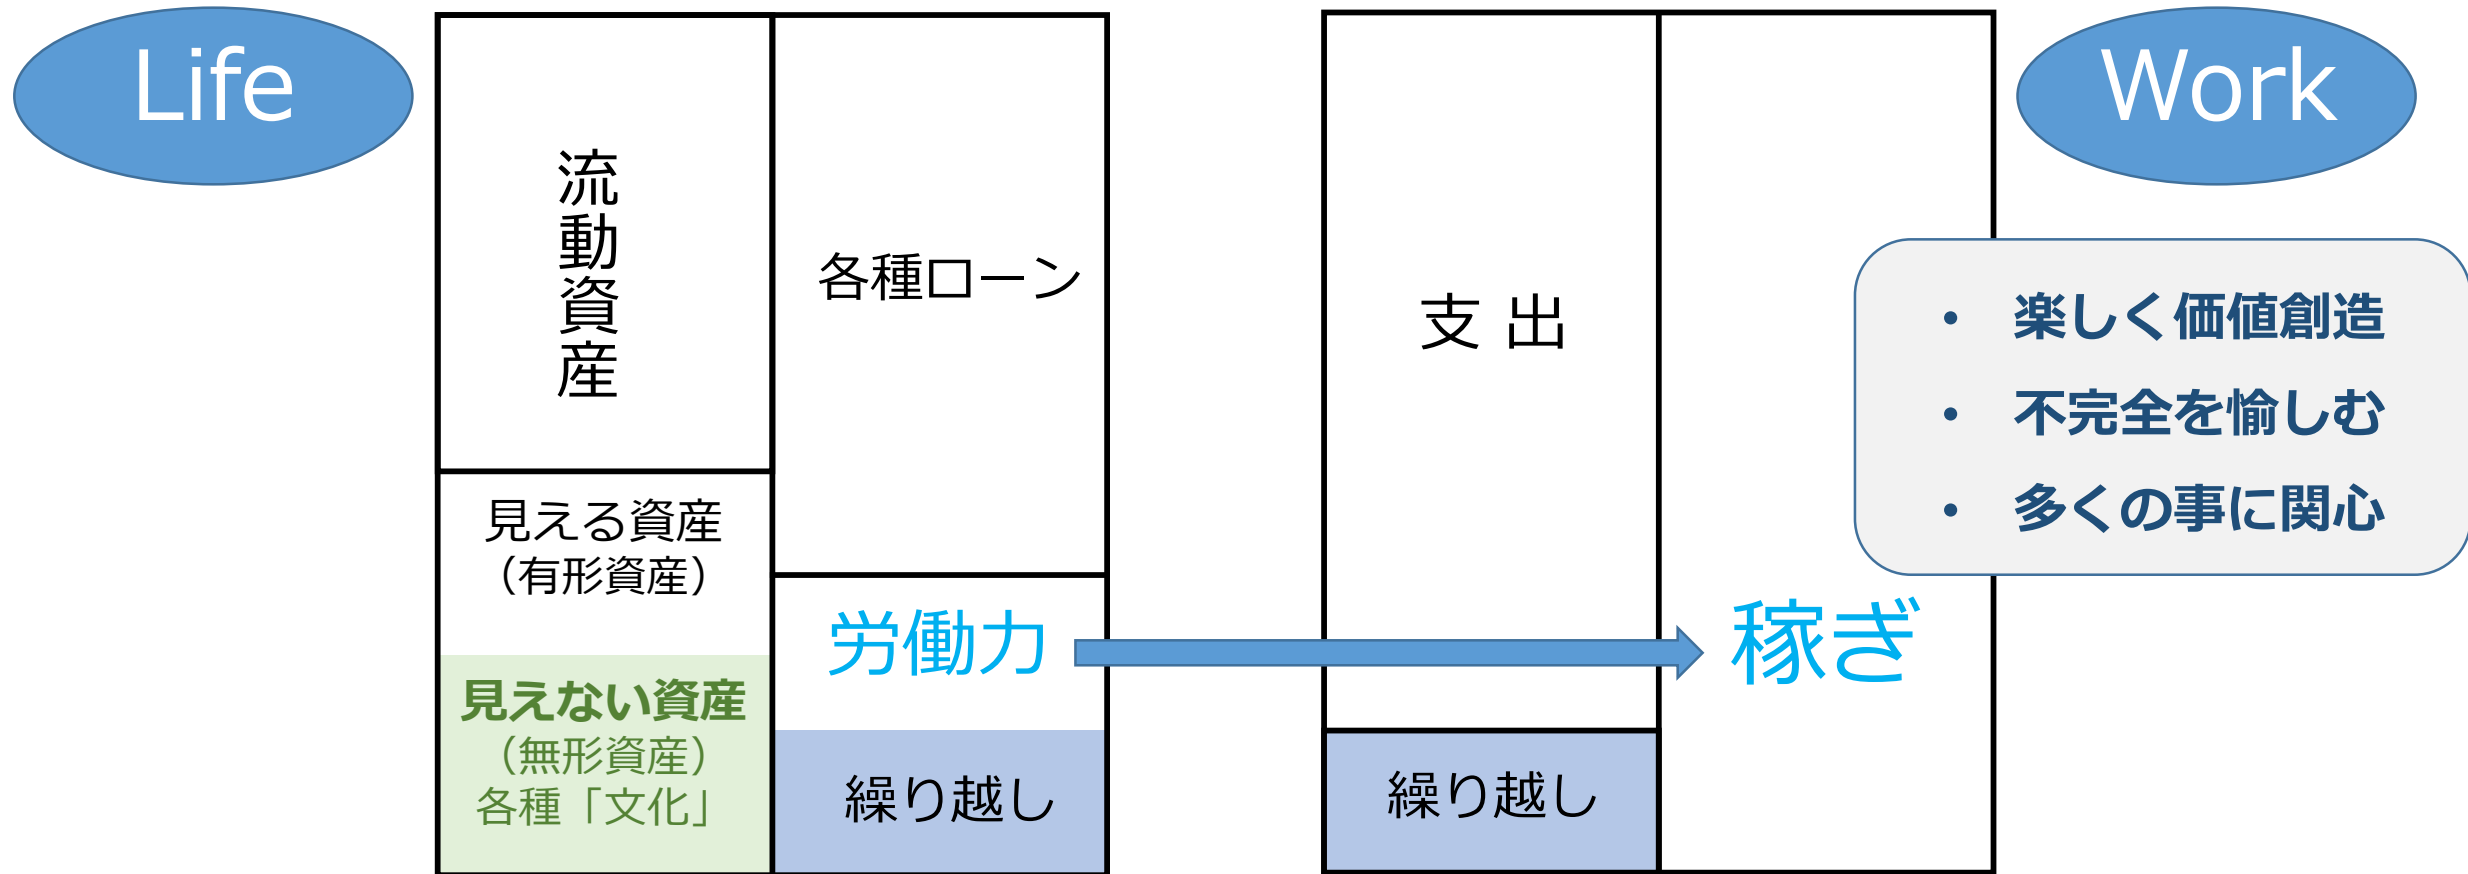 Life
流動資産
見える資産
（有形資産）
見えない資産
（無形資産）
各種「文化」
各種ローン
労働力
繰り越し
支 出
繰り越し
稼ぎ
Work
• 楽しく価値創造
• 不完全を愉しむ
• 多くの事に関心